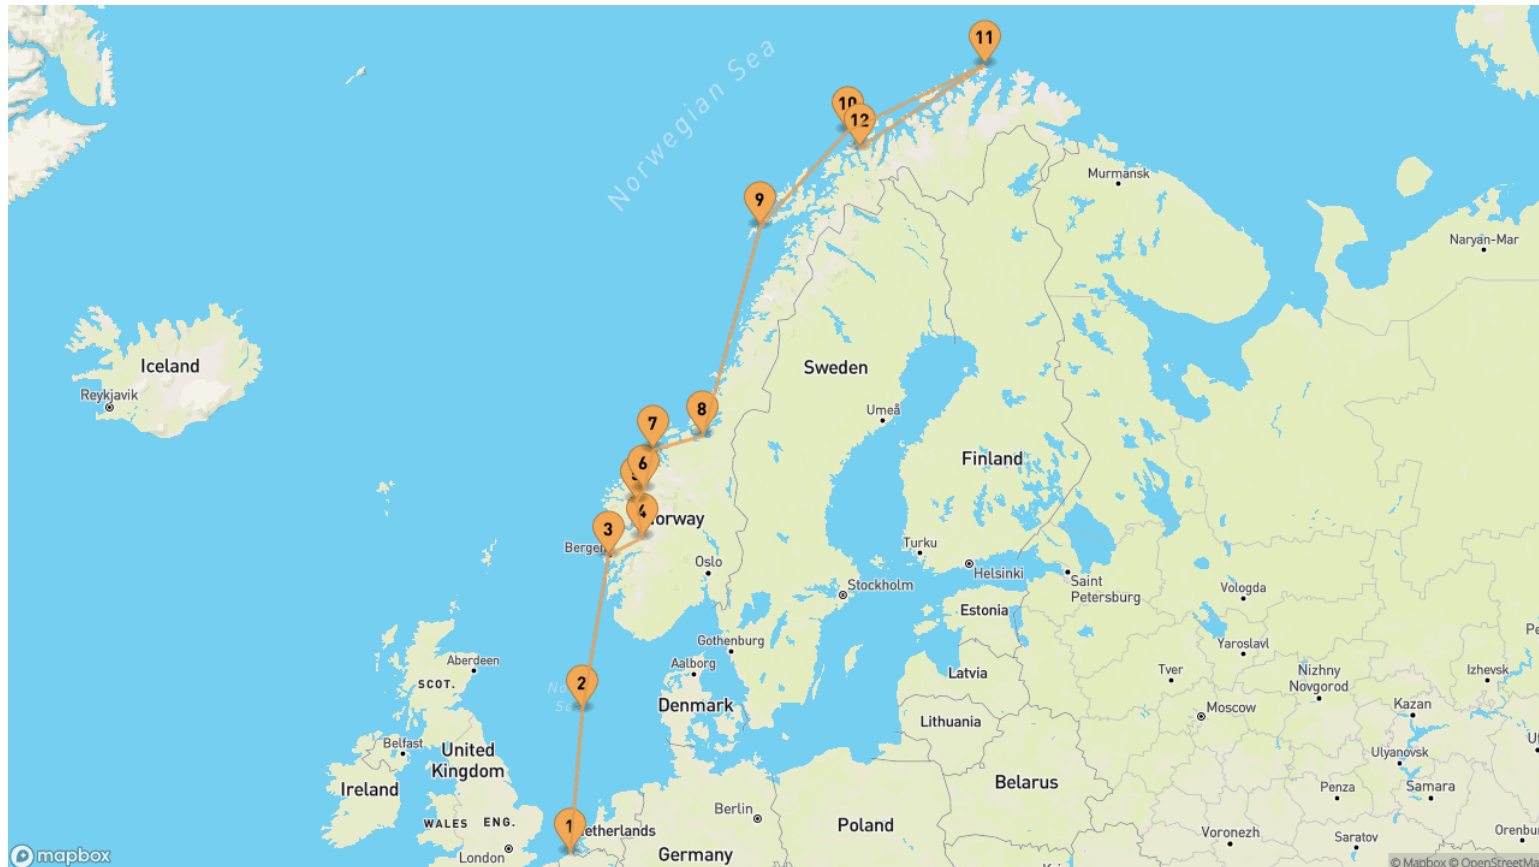 11
10
12
Norwegian Sea
Murmansk
9
Naryan-Mar
Iceland
Reykjavik
Sweden
Umeå
8
7
Finland
6
4
Norway
3
Bergen
Turku
Oslo
Helsinki
Saint
Petersburg
Stockholm
Vologda
Estonia
Gothenburg
Yaroslavl
Aberdeen
Aalborg
Latvia
Tver
Nizhny
Novgorod
Izhevsk
SCOT.
2
Denmark
Moscow
Kazan
Lithuania
Belfast
United
Kingdom
Ulyanovsk
Ireland
Belarus
Penza
Samara
Berlin
WALES
ENG.
1
Netherlands
Poland
Voronezh
Saratov
Orenbu
London
Germany
mapbox
© Mapbox © OpenStreetMa